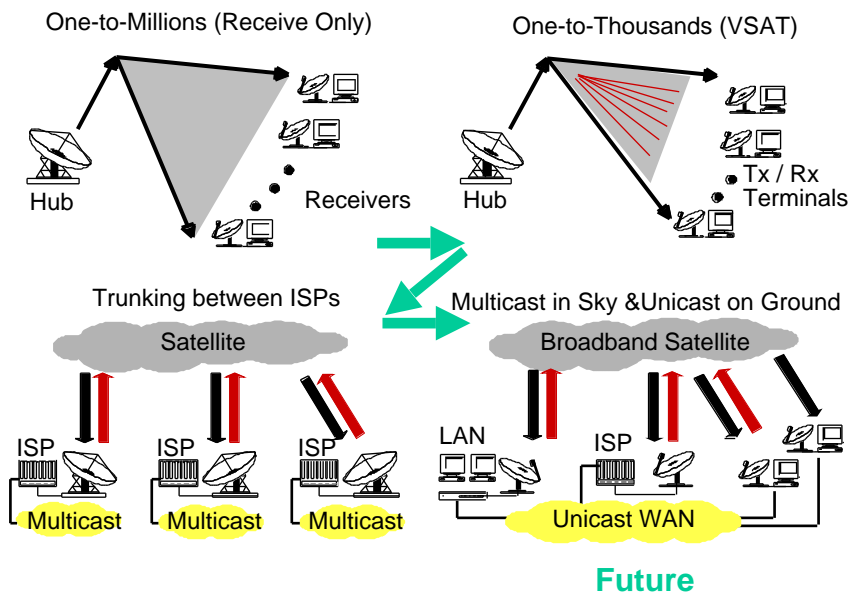 One-to-Millions (Receive Only)
Hub
Receivers
One-to-Thousands (VSAT)
Hub
Tx / Rx
Terminals
Trunking between ISPs
Satellite
ISP
ISP
ISP
Multicast
Multicast
Multicast
Multicast in Sky &Unicast on Ground
Broadband Satellite
LAN
ISP
Unicast WAN
Future